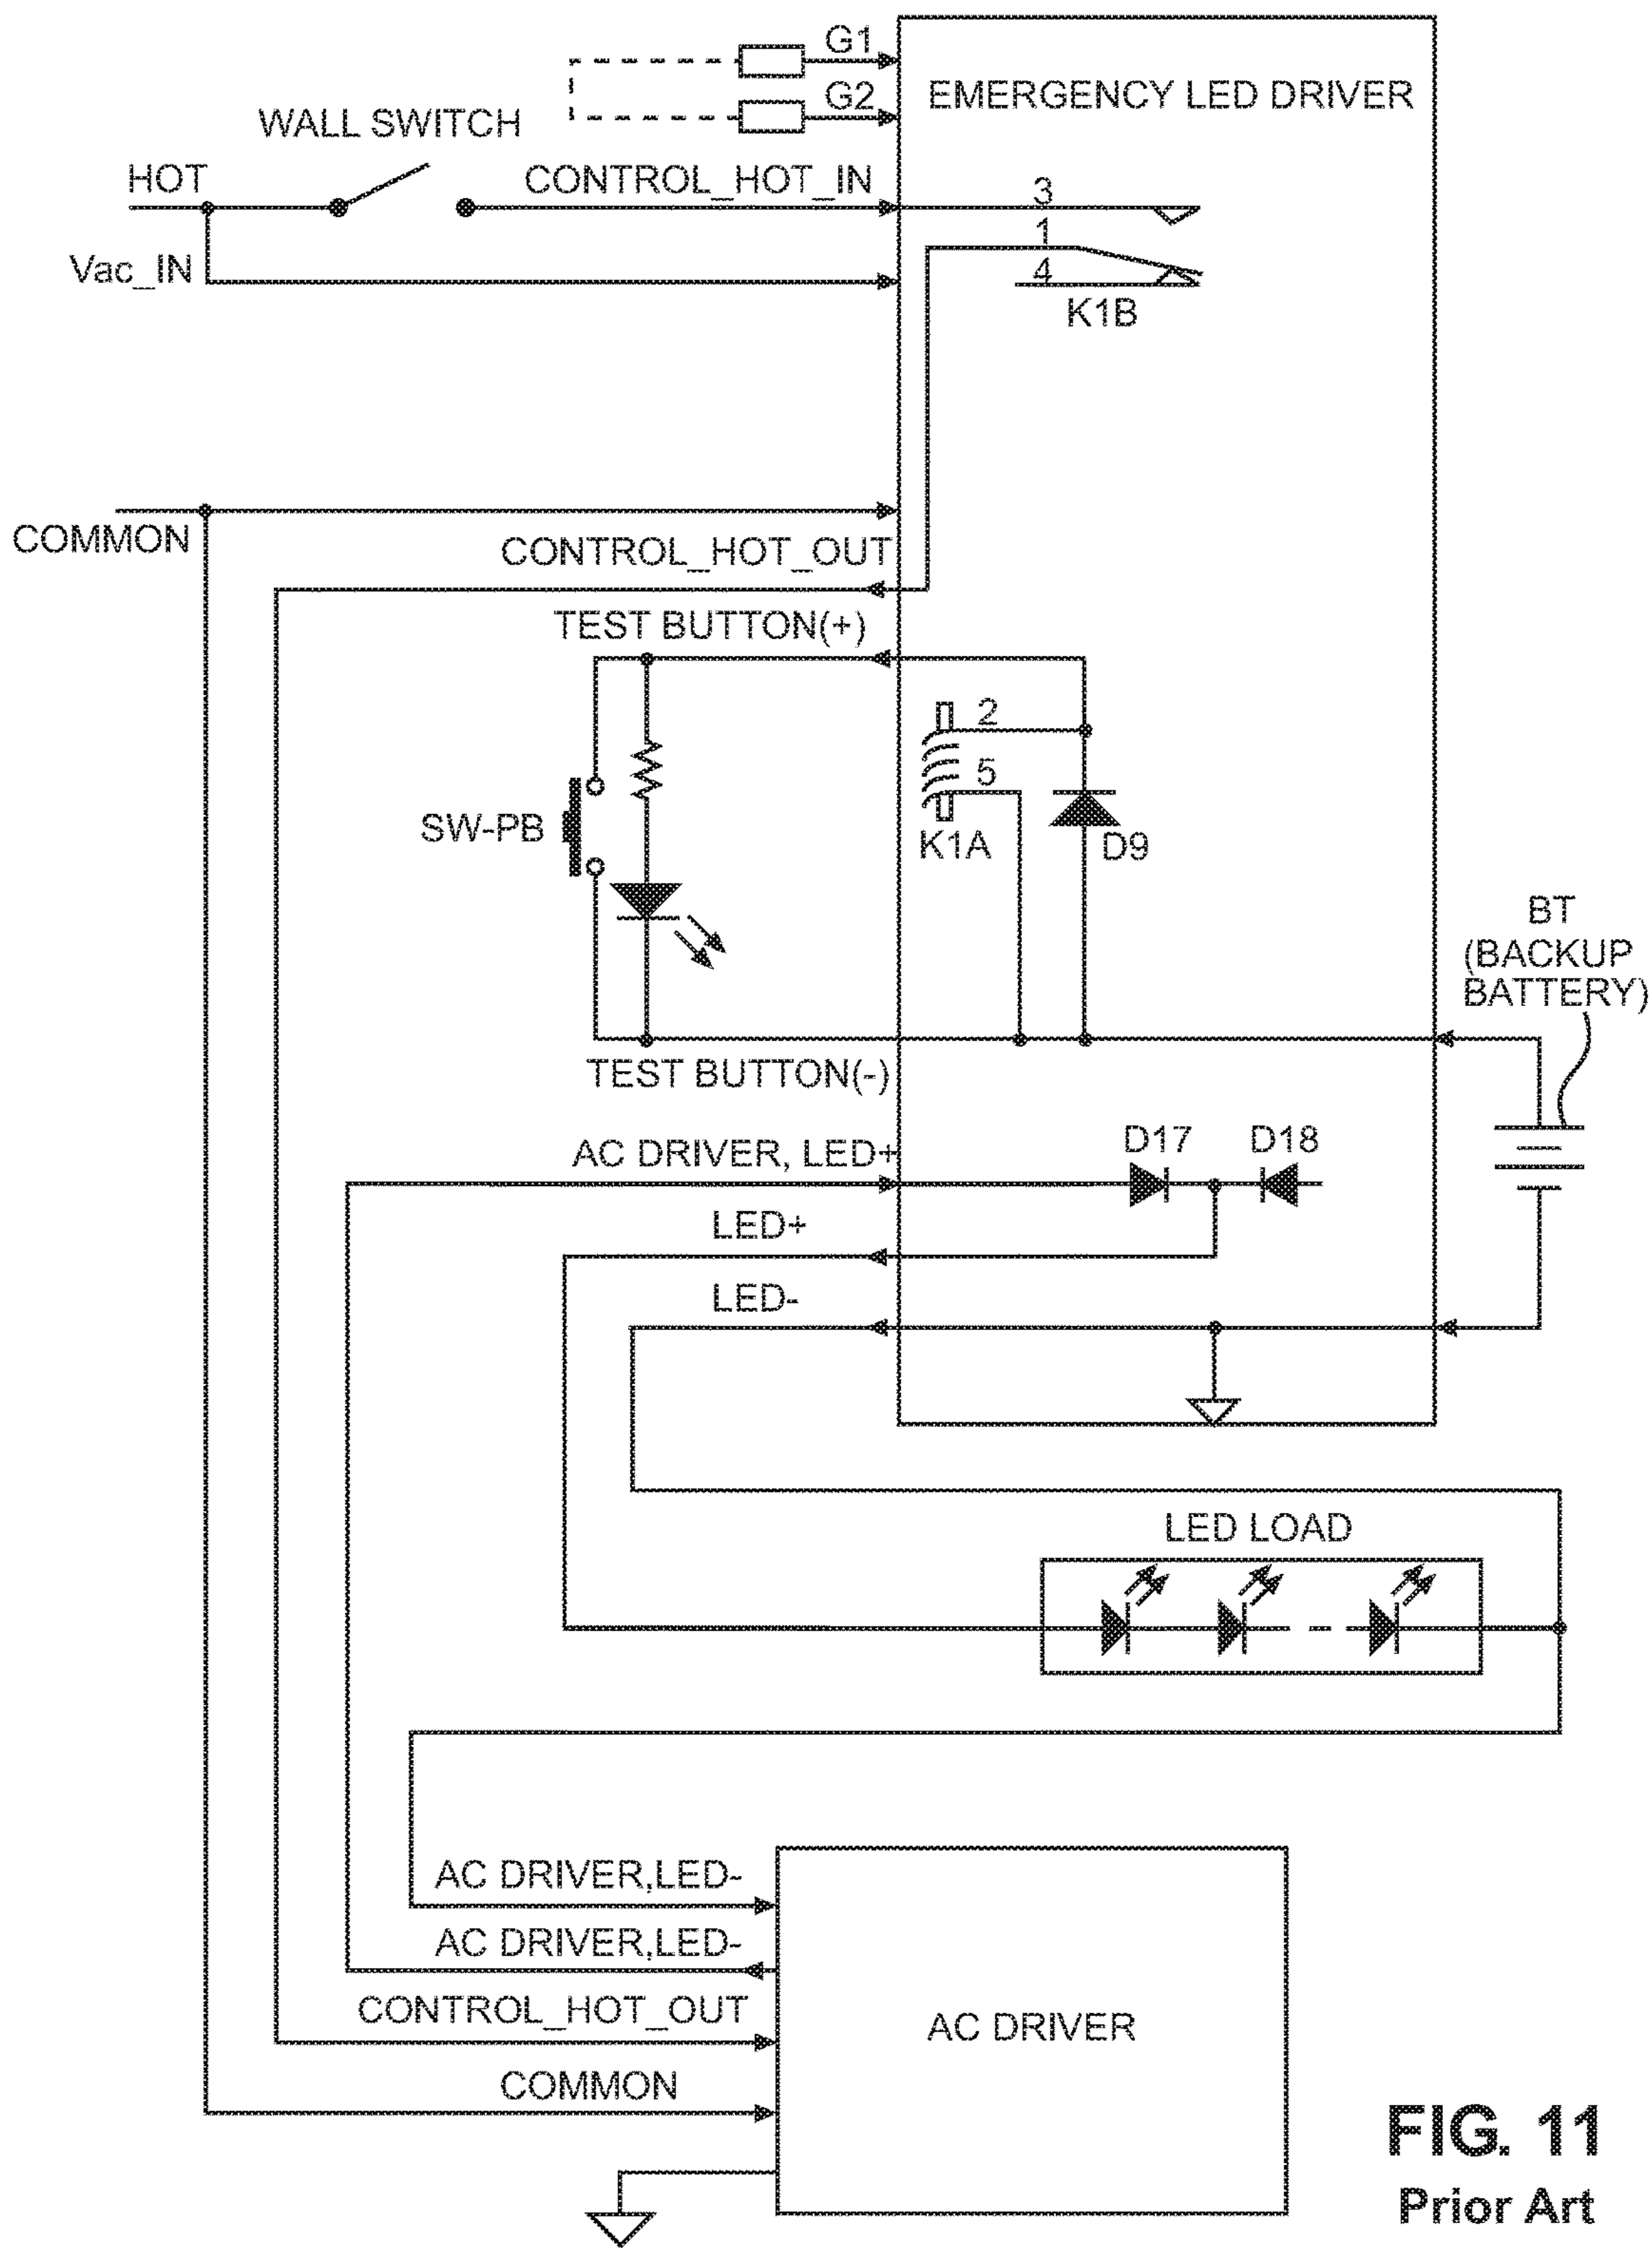 G1
G2
EMERGENCY LED DRIVER
WALL SWITCH
HOT
CONTROL_HOT_IN
3
1
Vac_IN
4
K1B
COMMON
CONTROL_HOT_OUT
TEST BUTTON(+)
2
5
SW-PB
K1A
D9
BT
(BACKUP
BATTERY)
TEST BUTTON(-)
D17
D18
AC DRIVER, LED+
LED+
LED-
LED LOAD
AC DRIVER,LED-
AC DRIVER,LED-
CONTROL_HOT_OUT
AC DRIVER
COMMON
FIG. 11
Prior Art